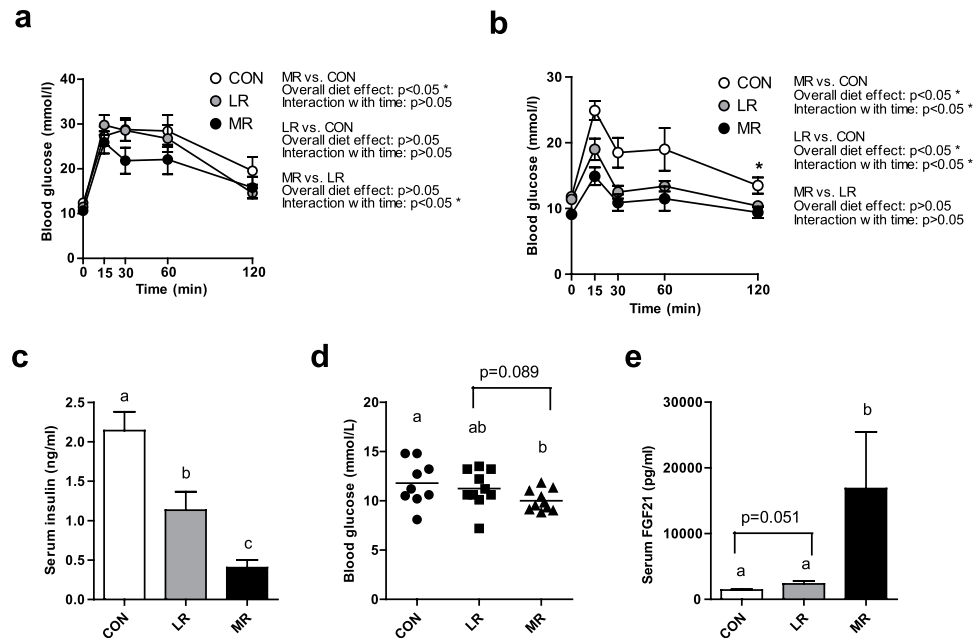 a
Blood glucose (mmol/l)
40
30
20
10
0
0 15 30 60 120
Time (min)
CON
LR
MR
MR vs. CON
Overall diet effect: p<0.05 *
Interaction with time: p>0.05
LR vs. CON
Overall diet effect: p>0.05
Interaction with time: p>0.05
MR vs. LR
Overall diet effect: p>0.05
Interaction with time: p<0.05 *
b
Blood glucose (mmol/l)
30
20
10
0
*
0 15 30 60 120
Time (min)
CON
LR
MR
MR vs. CON
Overall diet effect: p<0.05 *
Interaction with time: p<0.05 *
LR vs. CON
Overall diet effect: p<0.05 *
Interaction with time: p<0.05 *
MR vs. LR
Overall diet effect: p>0.05
Interaction with time: p>0.05
c
Serum insulin (ng/ml)
2.5
2.0
1.5
1.0
0.5
0.0
a
b
c
CON LR MR
d
p=0.089
Blood glucose (mmol/L)
20
15
10
5
0
a
ab
b
CON LR MR
e
Serum FGF21 (pg/ml)
30000
20000
10000
0
p=0.051
a
a
b
CON LR MR